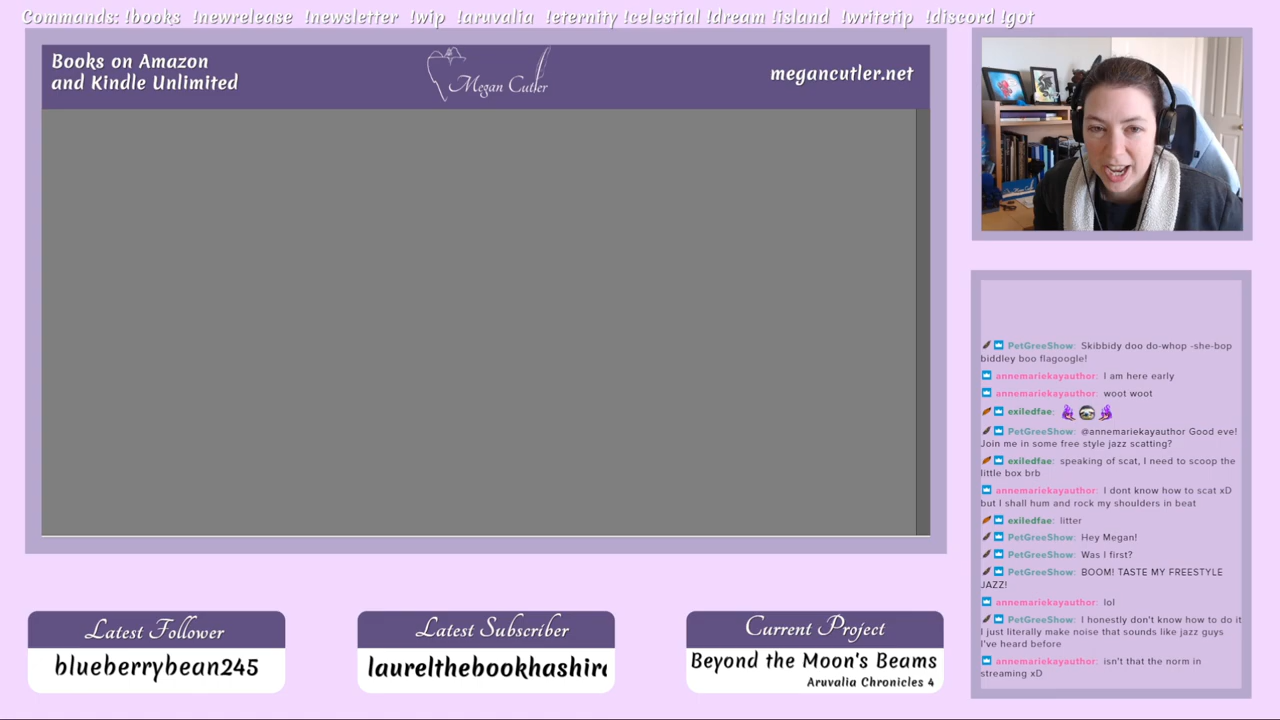 Commands: !books !newrelease !newsletter !wip !aruvalia !eternity !celestial !dream !island !writetip !discord !got
Books on Amazon
and Kindle Unlimited
Megan Cutler
megancutler.net
PetGreeShow: Skibbidy doo do-whop -she-bop
biddley boo flagoogle!
annemariekayauthor: I am here early
annemariekayauthor: woot woot
exiledfae:
PetGreeShow: @annemariekayauthor Good eve!
Join me in some free style jazz scatting?
exiledfae: speaking of scat, I need to scoop the
little box brb
annemariekayauthor: I dont know how to scat xD
but I shall hum and rock my shoulders in beat
exiledfae: litter
PetGreeShow: Hey Megan!
PetGreeShow: Was I first?
PetGreeShow: BOOM! TASTE MY FREESTYLE
JAZZ!
annemariekayauthor: lol
PetGreeShow: I honestly don't know how to do it
I just literally make noise that sounds like jazz guys
I've heard before
annemariekayauthor: isn't that the norm in
streaming xD
Latest Follower
blueberrybean245
Latest Subscriber
laurelthebookhashira
Current Project
Beyond the Moon's Beams
Aruvalia Chronicles 4